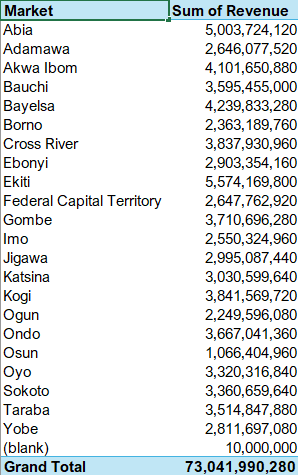 Market Sum of Revenue
Abia 5,003,724,120
Adamawa 2,646,077,520
Akwa Ibom 4,101,650,880
Bauchi 3,595,455,000
Bayelsa 4,239,833,280
Borno 2,363,189,760
Cross River 3,837,930,960
Ebonyi 2,903,354,160
Ekiti 5,574,169,800
Federal Capital Territory 2,647,762,920
Gombe 3,710,696,280
Imo 2,550,324,960
Jigawa 2,995,087,440
Katsina 3,030,599,640
Kogi 3,841,569,720
Ogun 2,249,596,080
Ondo 3,667,041,360
Osun 1,066,404,960
Oyo 3,320,316,840
Sokoto 3,360,659,640
Taraba 3,514,847,880
Yobe 2,811,697,080
(blank) 10,000,000
Grand Total 73,041,990,280